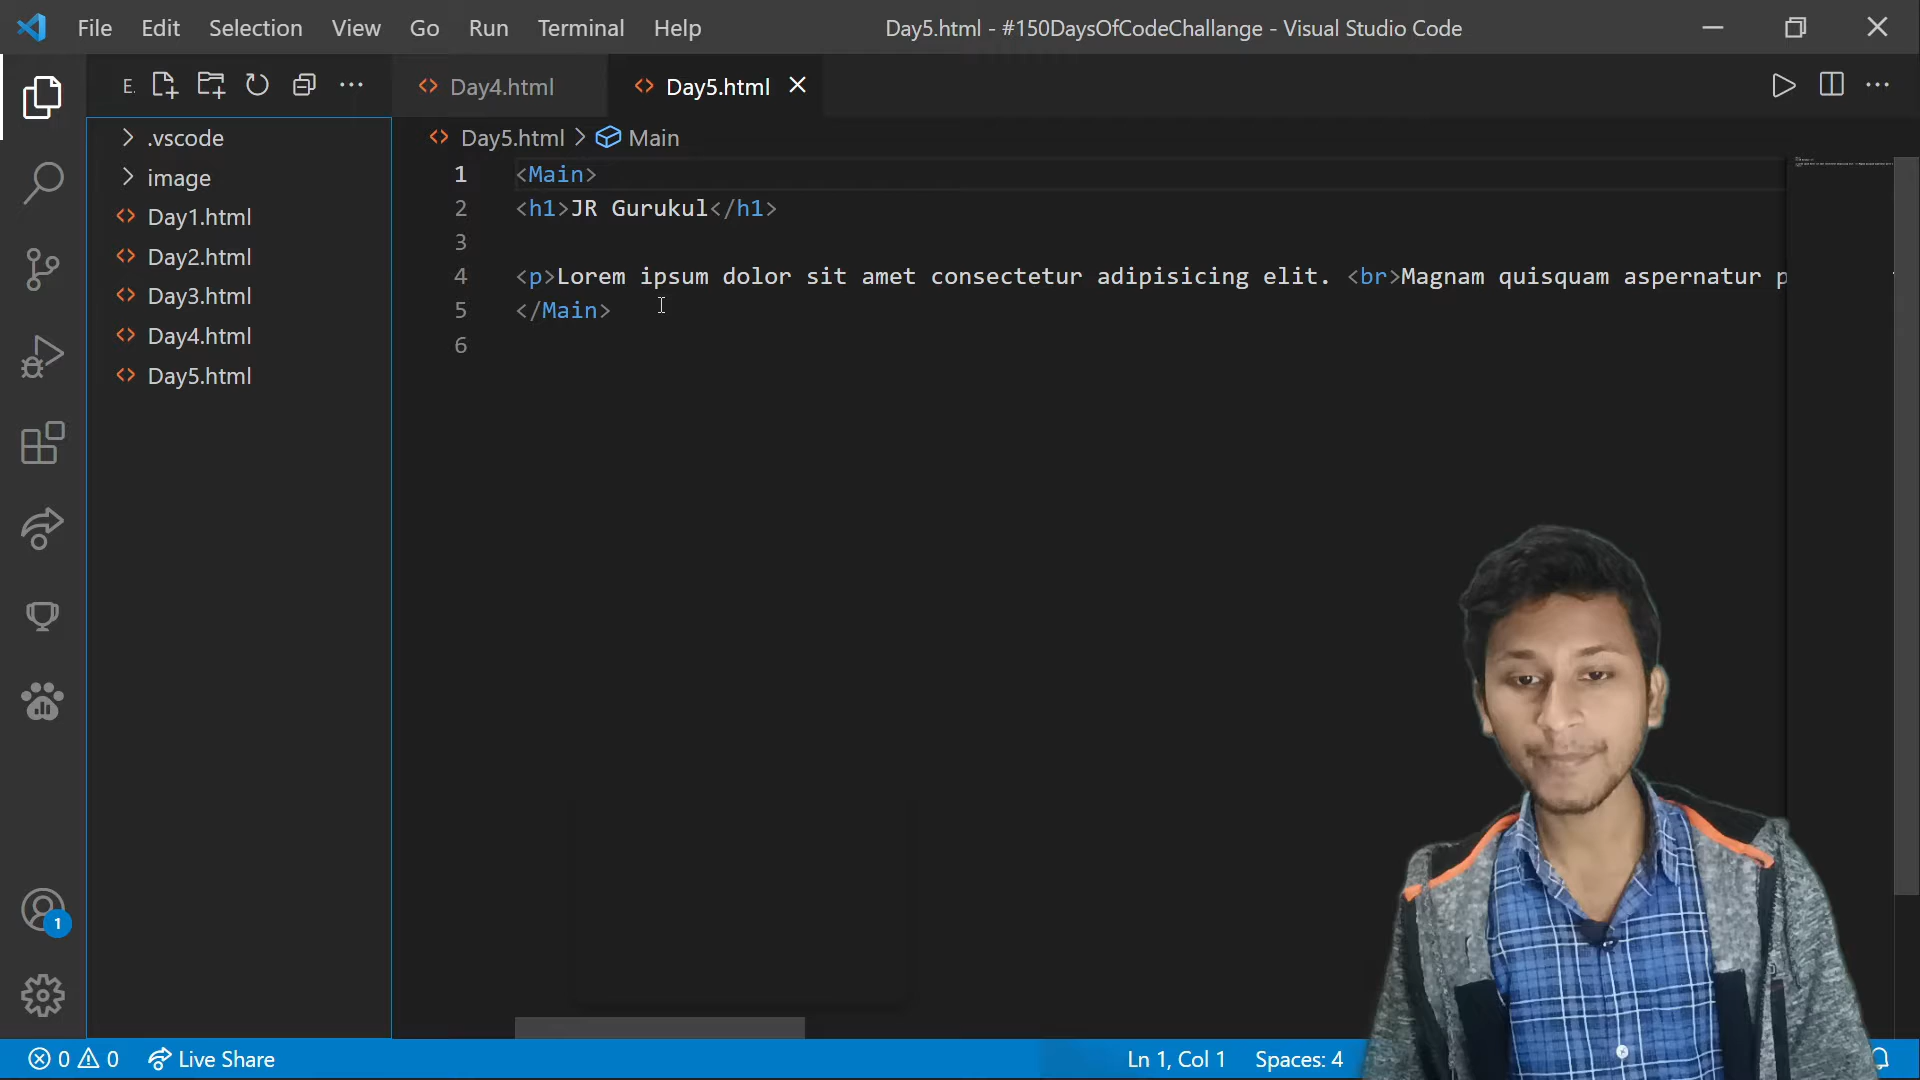 File Edit Selection View Go Run Terminal Help Day5.html - #150DaysOfCodeChallange - Visual Studio Code
E.
Day4.html
Day5.html
.vscode
image
Day1.html
Day2.html
Day3.html
Day4.html
Day5.html
Day5.html > Main
1 <Main>
2 <h1>JR Gurukul</h1>
3
4 <p>Lorem ipsum dolor sit amet consectetur adipisicing elit. <br>Magnam quisquam aspernatur p
5 </Main>
6
1
0 0 Live Share Ln 1, Col 1 Spaces: 4